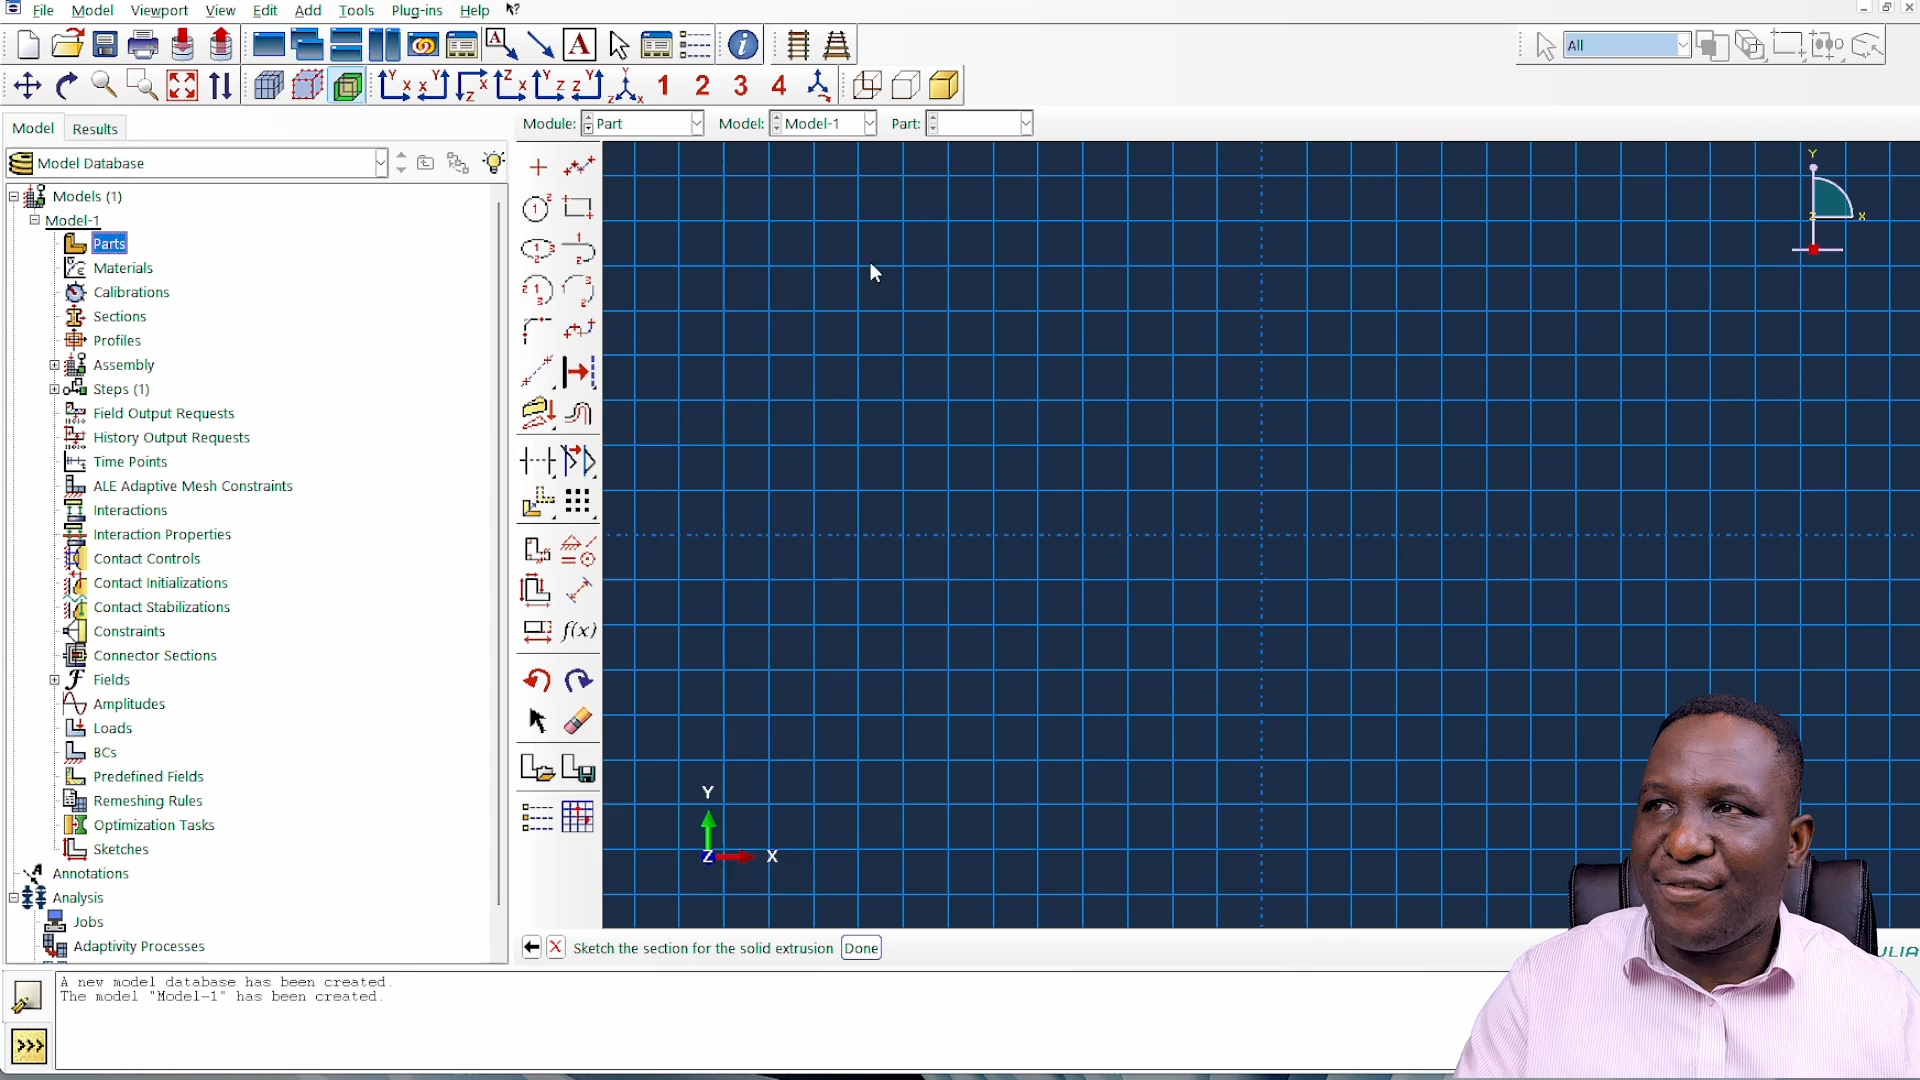 File Model Viewport View Edit Add Tools Plug-ins Help
All
1 2 3 4
Model Results
Module: Part Model: Model-1 Part:
Model Database
Models (1)
Model-1
Parts
Materials
Calibrations
Sections
Profiles
Assembly
Steps (1)
Field Output Requests
History Output Requests
Time Points
ALE Adaptive Mesh Constraints
Interactions
Interaction Properties
Contact Controls
Contact Initializations
Contact Stabilizations
Constraints
Connector Sections
Fields
Amplitudes
Loads
BCs
Predefined Fields
Remeshing Rules
Optimization Tasks
Sketches
Annotations
Analysis
Jobs
Adaptivity Processes
f(x)
Y
Z X
Y
Z X
Sketch the section for the solid extrusion Done
A new model database has been created.
The model "Model-1" has been created.